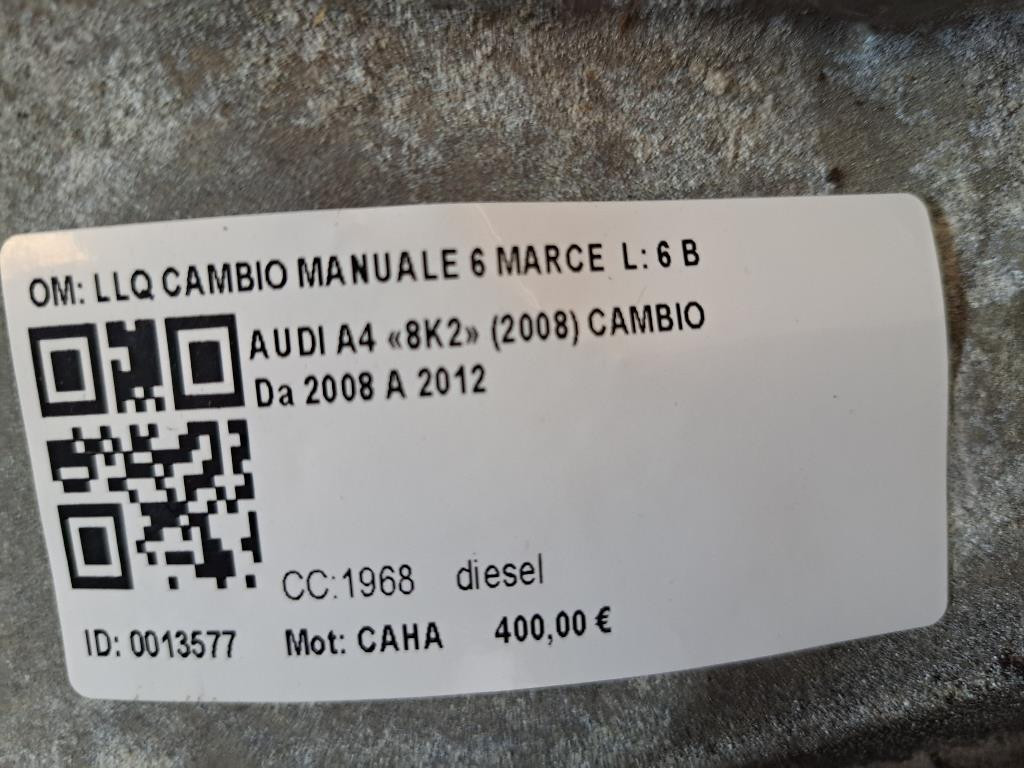 OM: LLQ CAMBIO MANUALE 6 MARCE L: 6 B
AUDI A4 «8K2» (2008) CAMBIO
Da 2008 A 2012
CC:1968 diesel
ID: 0013577 Mot: CAHA 400,00 €